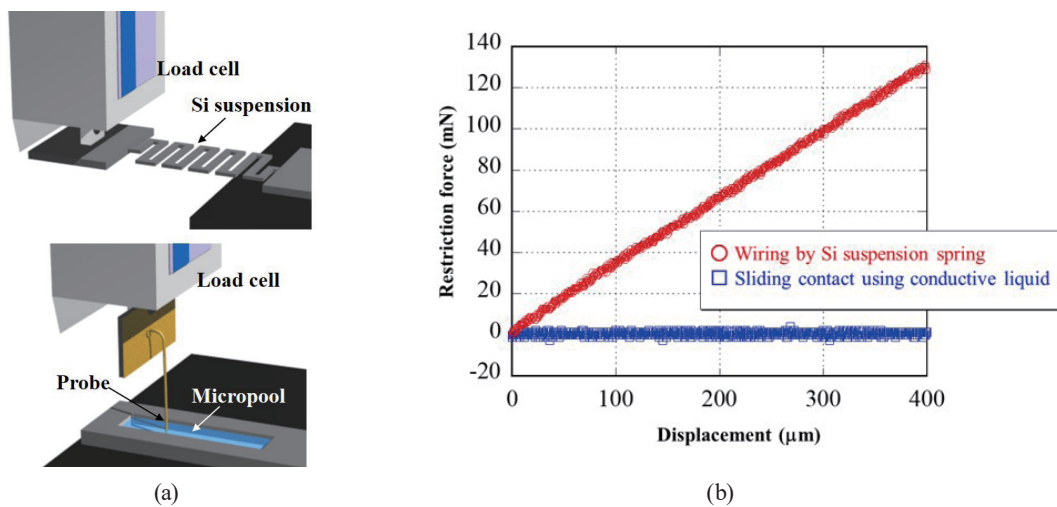 Load cell
Si suspension
Load cell
Probe
Micropool
(a)
Restriction force (mN)
140
120
100
80
60
40
20
0
-20
0 100 200 300 400
Displacement (μm)
Wiring by Si suspension spring
Sliding contact using conductive liquid
(b)